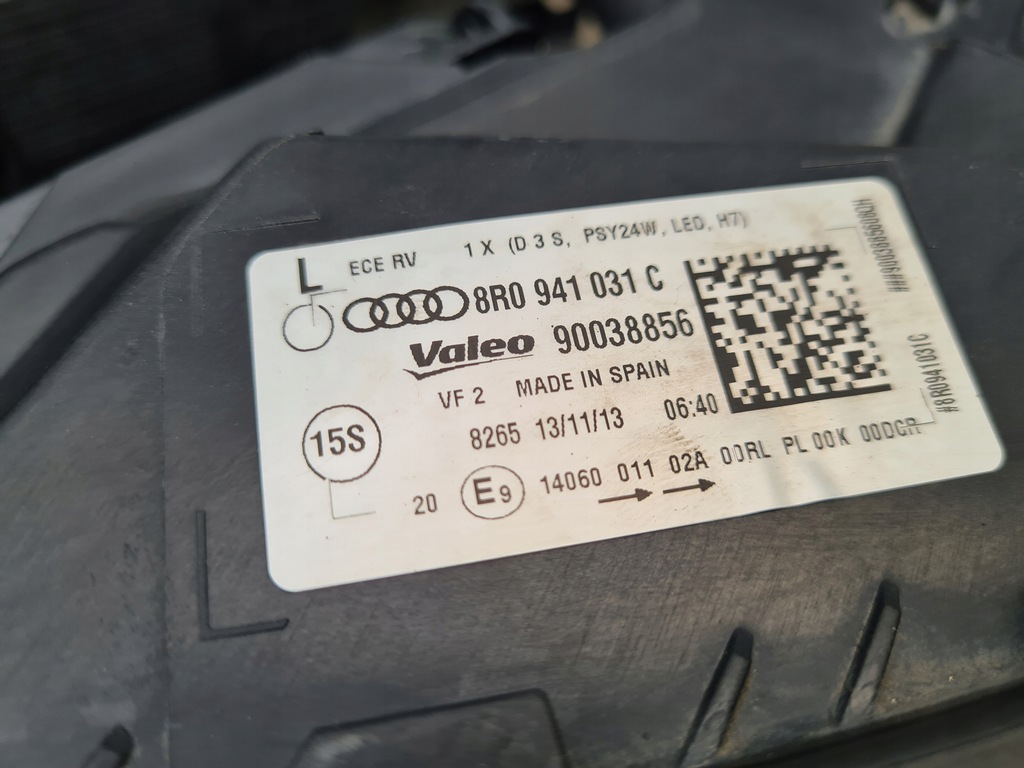 L ECE RV 1 X (D 3 S, PSY24W, LED, H7)
8R0 941 031 C
Valeo 90038856
VF 2 MADE IN SPAIN
15S
8265 13/11/13 06:40
20 E9 14060 011 02A 00RL PL 00K 00DCR
#8R0941031C